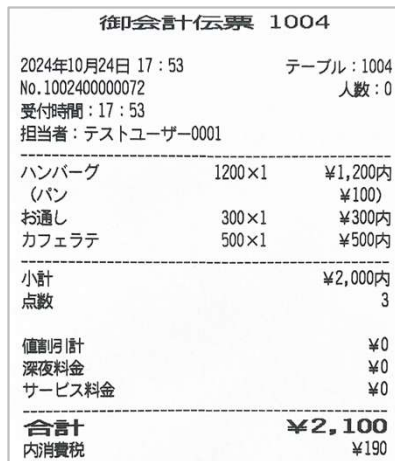 御会計伝票 1004
2024年10月24日 17:53 テーブル:1004
No.1002400000072 人数:0
受付時間:17:53
担当者:テストユーザー0001
ハンバーグ 1200×1 ¥1,200内
(パン ¥100)
お通し 300×1 ¥300内
カフェラテ 500×1 ¥500内
小計 ¥2,000内
点数 3
値割引計 ¥0
深夜料金 ¥0
サービス料金 ¥0
合計 ¥2,100
内消費税 ¥190